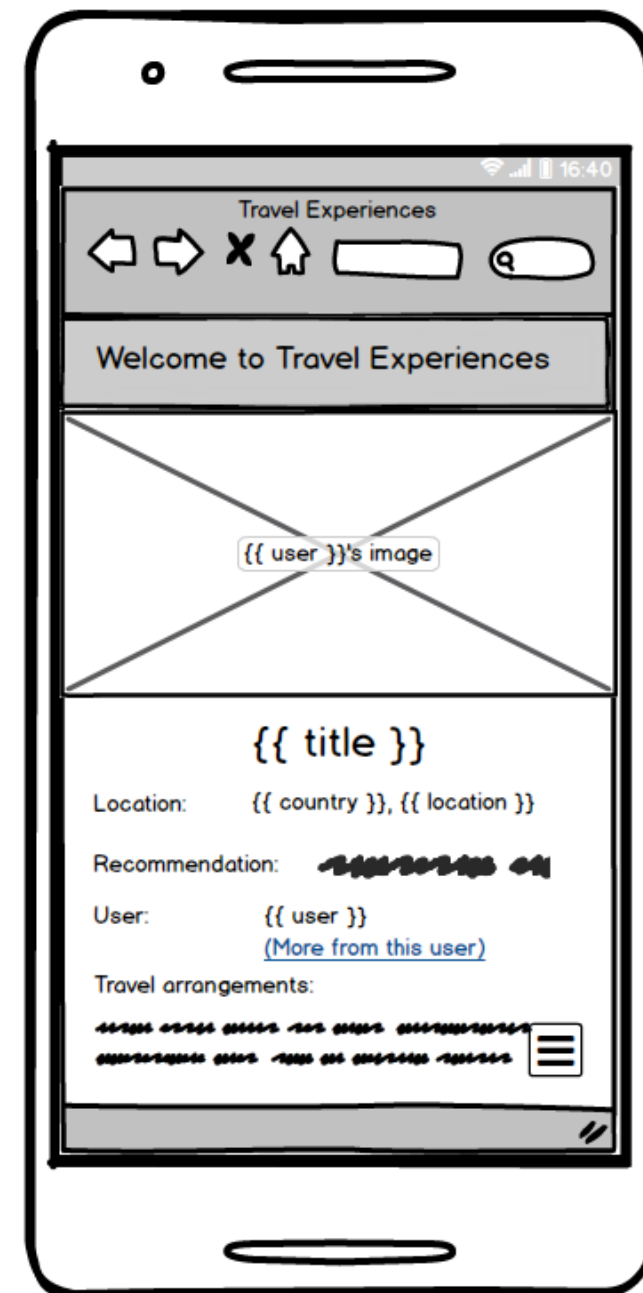 16:40
Travel Experiences
Welcome to Travel Experiences
{{ user }}'s image
{{ title }}
Location: {{ country }}, {{ location }}
Recommendation:
User: {{ user }}
(More from this user)
Travel arrangements: